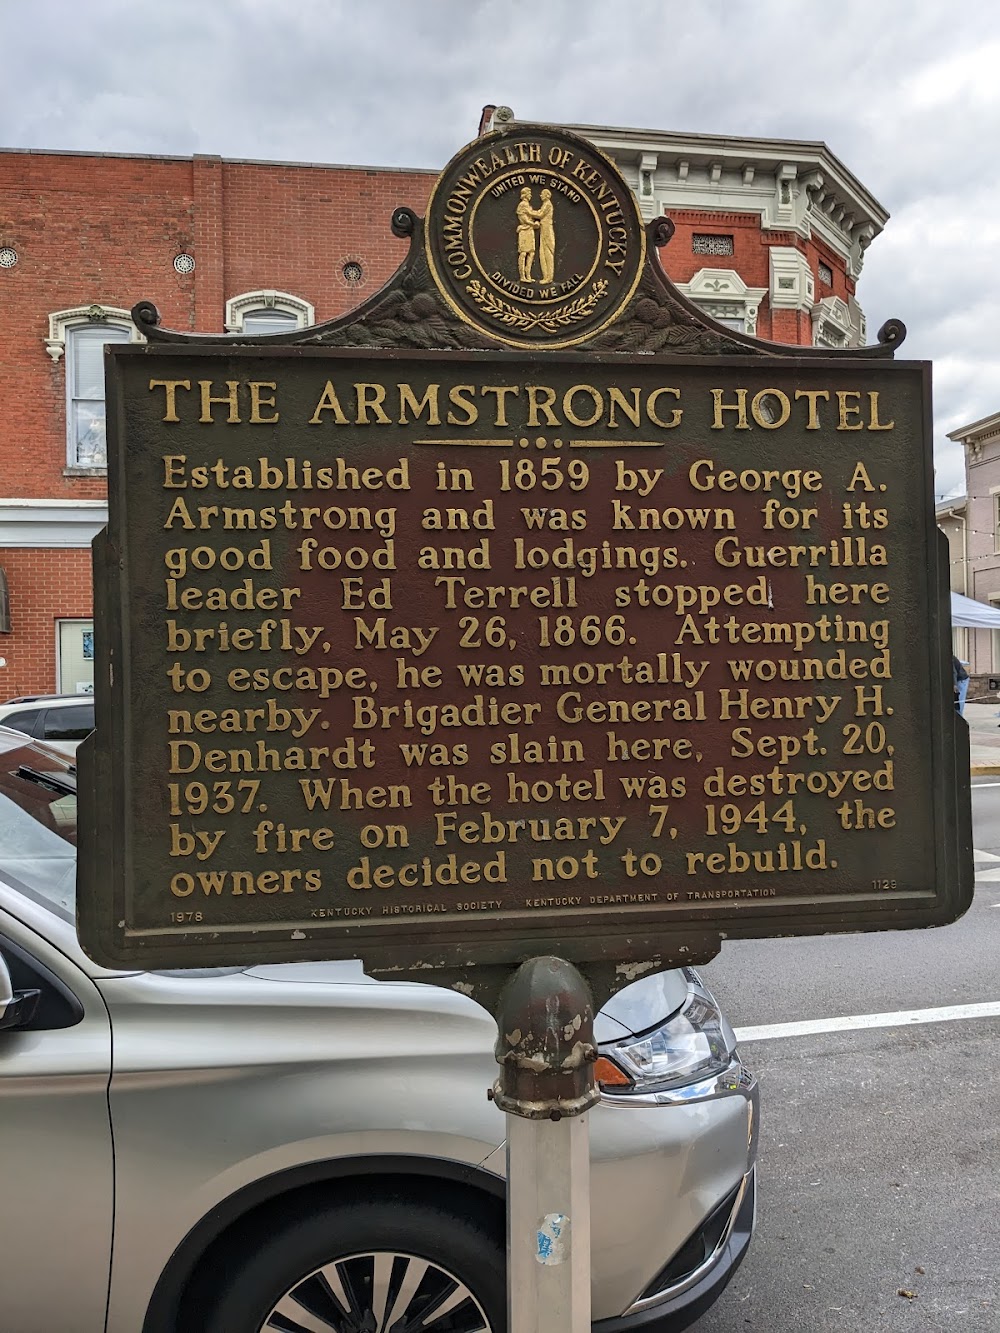 COMMONWEALTH OF KENTUCKY
UNITED WE STAND
DIVIDED WE FALL
THE ARMSTRONG HOTEL
Established in 1859 by George A.
Armstrong and was known for its
good food and lodgings. Guerrilla
leader Ed Terrell stopped here
briefly, May 26, 1866. Attempting
to escape, he was mortally wounded
nearby. Brigadier General Henry H.
Denhardt was slain here, Sept. 20,
1937. When the hotel was destroyed
by fire on February 7, 1944, the
owners decided not to rebuild.
1978 KENTUCKY HISTORICAL SOCIETY KENTUCKY DEPARTMENT OF TRANSPORTATION 1129